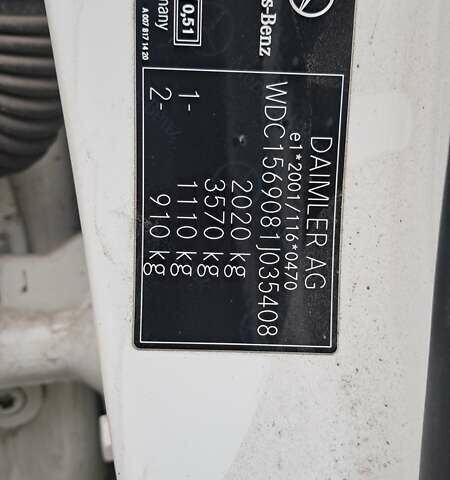 s-Benz
0,51
many
A 007 817 14 20
DAIMLER AG
e1*2001/116*0470
WDC1569081J035408
2020 kg
3570 kg
1- 1110 kg
2- 910 kg